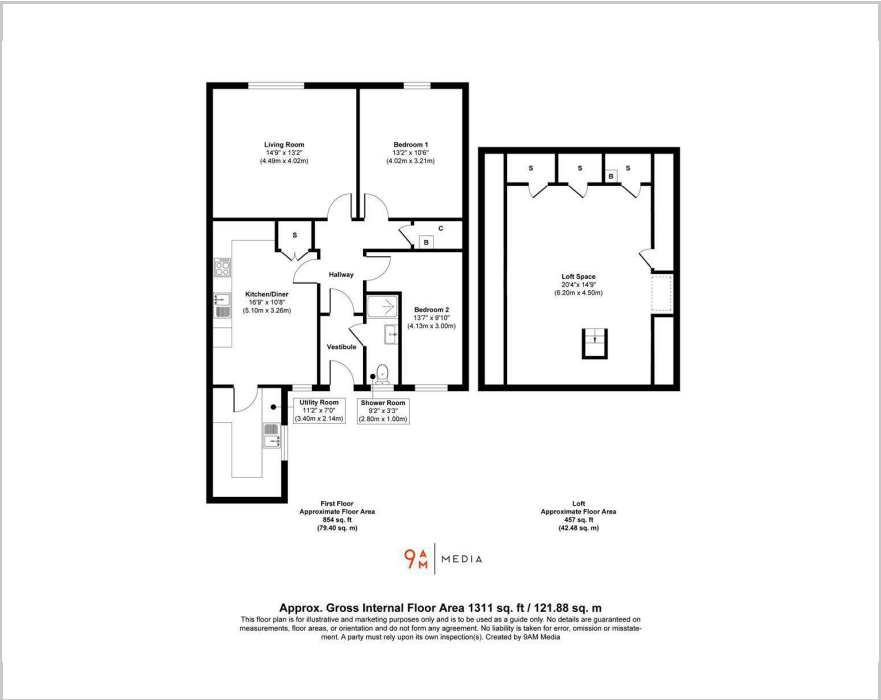 Living Room
14'9" x 13'2"
(4.49m x 4.02m)
Bedroom 1
13'2" x 10'6"
(4.02m x 3.21m)
S
C
B
Hallway
Kitchen/Diner
16'9" x 10'8"
(5.10m x 3.26m)
Bedroom 2
13'7" x 9'10"
(4.13m x 3.00m)
Vestibule
Utility Room
11'2" x 7'0"
(3.40m x 2.14m)
Shower Room
9'2" x 3'3"
(2.80m x 1.00m)
S
S
S
B
Loft Space
20'4" x 14'9"
(6.20m x 4.50m)
First Floor
Approximate Floor Area
854 sq. ft
(79.40 sq. m)
Loft
Approximate Floor Area
457 sq. ft
(42.48 sq. m)
9AM MEDIA
Approx. Gross Internal Floor Area 1311 sq. ft / 121.88 sq. m
This floor plan is for illustrative and marketing purposes only and is to be used as a guide only. No details are guaranteed on
measurements, floor areas, or orientation and do not form any agreement. No liability is taken for error, omission or misstate-
ment. A party must rely upon its own inspection(s). Created by 9AM Media